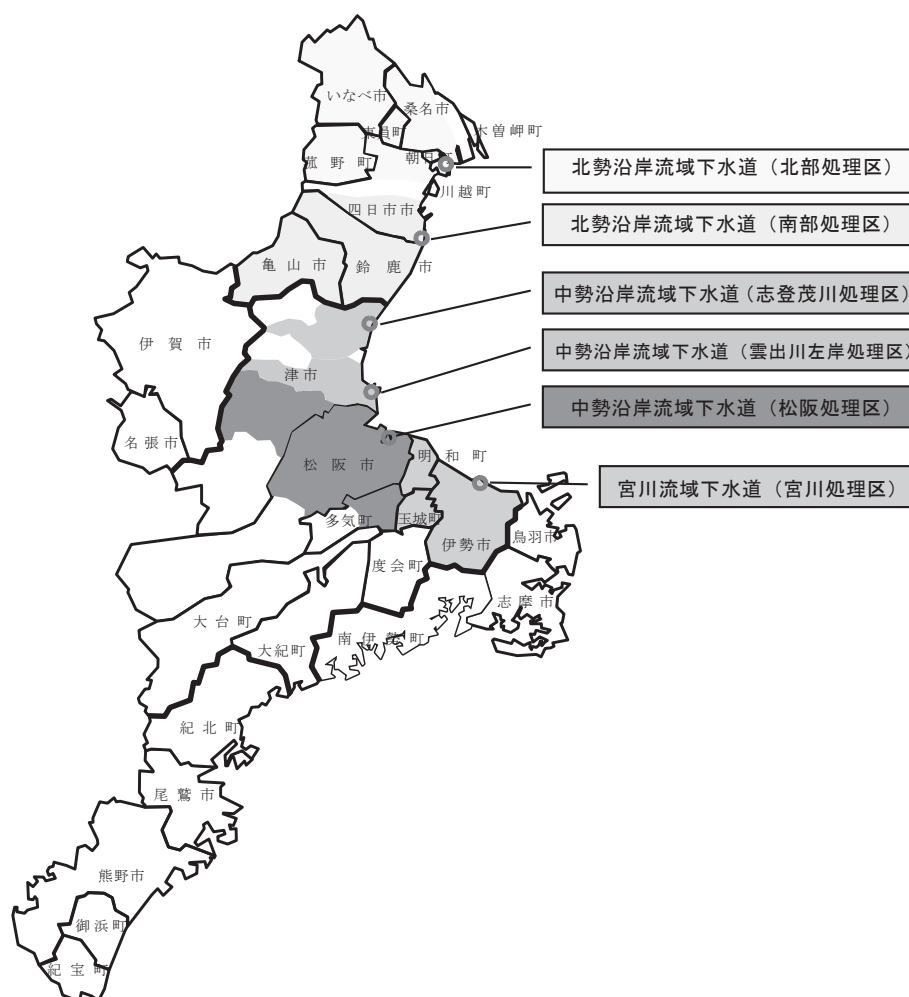 いなべ市
桑名市
東員町
木曽岬町
菰野町
朝日町
北勢沿岸流域下水道（北部処理区）
川越町
四日市市
北勢沿岸流域下水道（南部処理区）
亀山市
鈴鹿市
中勢沿岸流域下水道（志登茂川処理区）
伊賀市
中勢沿岸流域下水道（雲出川左岸処理区）
津市
中勢沿岸流域下水道（松阪処理区）
名張市
松阪市
明和町
宮川流域下水道（宮川処理区）
多気町
玉城町
伊勢市
鳥羽市
度会町
志摩市
大台町
南伊勢町
大紀町
紀北町
尾鷲市
熊野市
御浜町
紀宝町